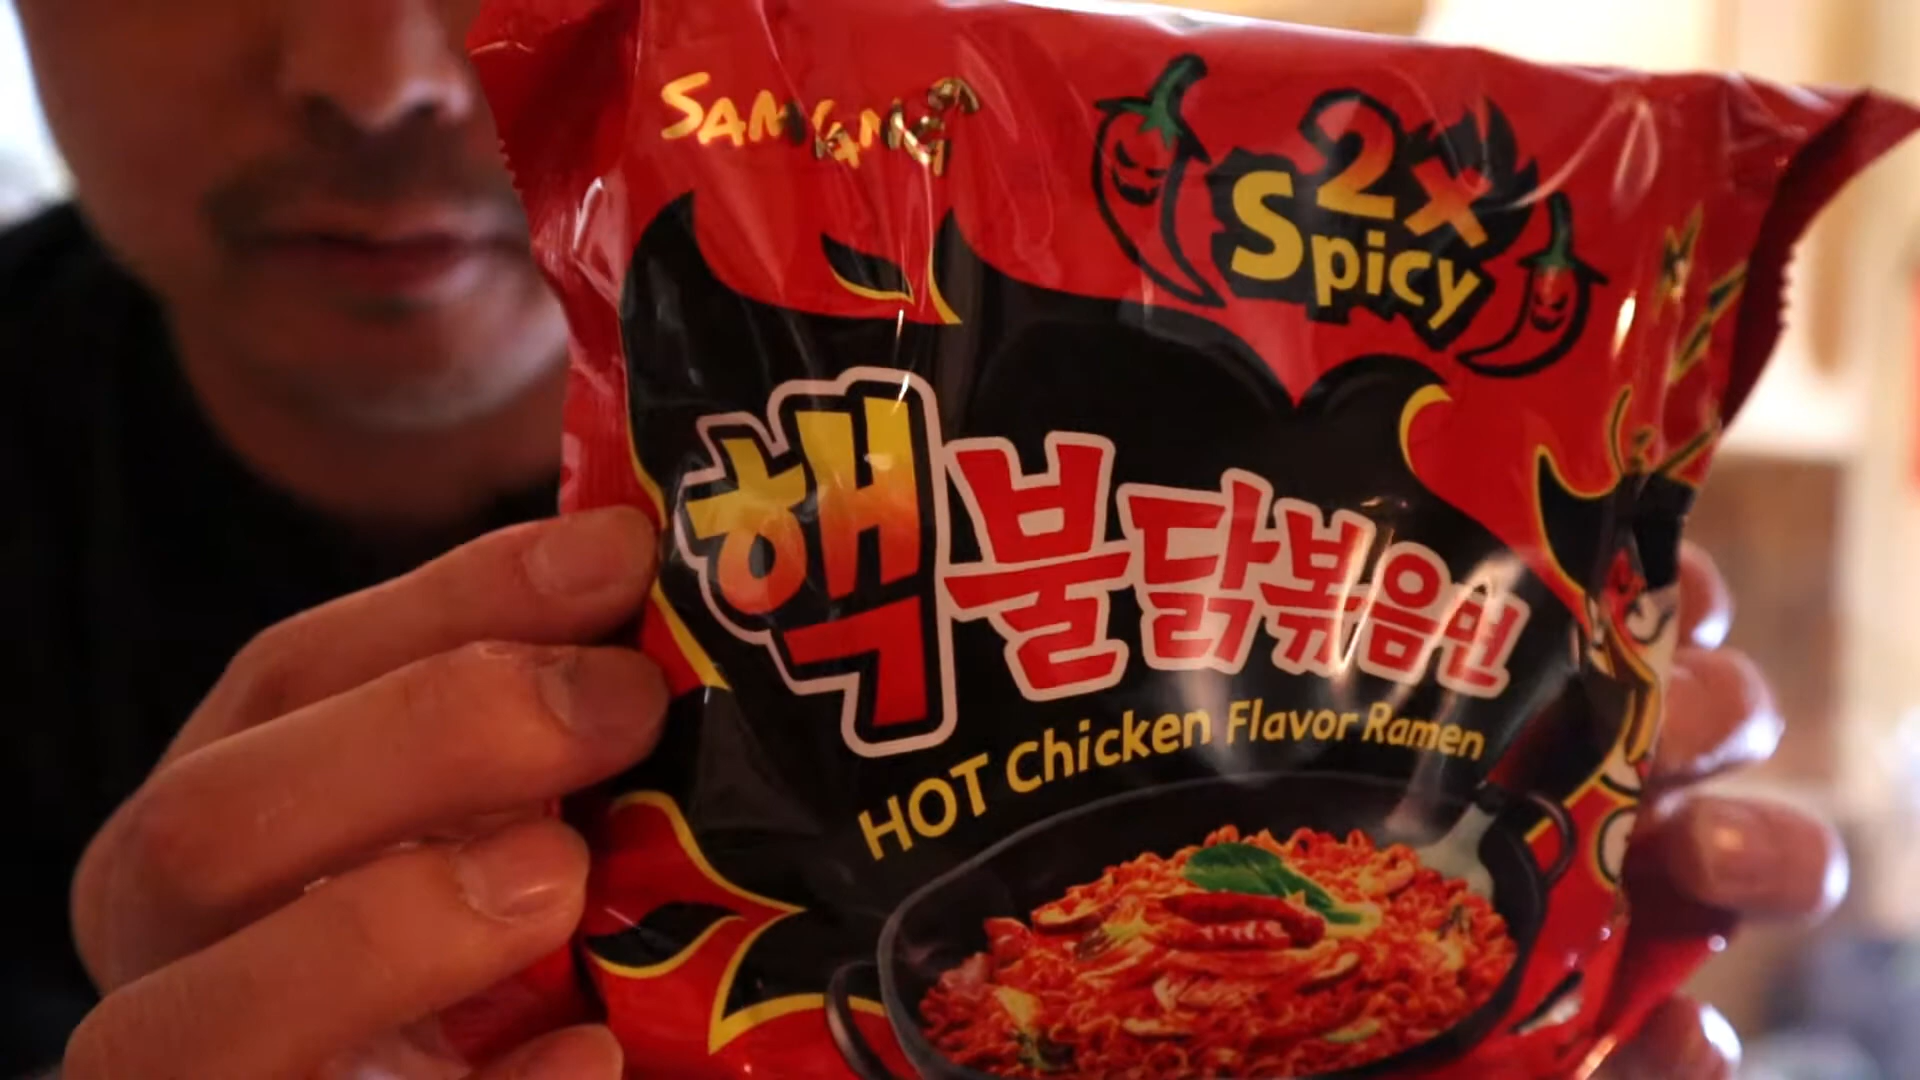 SAMYANG
2x
Spicy
핵불닭볶음면
HOT Chicken Flavor Ramen